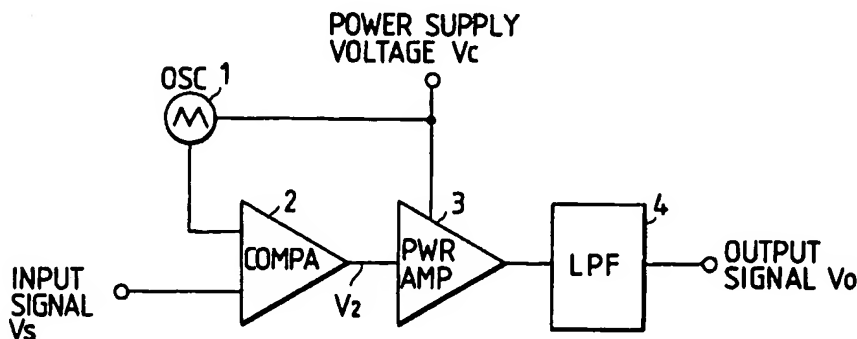 POWER SUPPLY
VOLTAGE Vc
OSC 1
2
COMPA
V2
3
PWR
AMP
4
LPF
INPUT
SIGNAL
Vs
OUTPUT
SIGNAL Vo